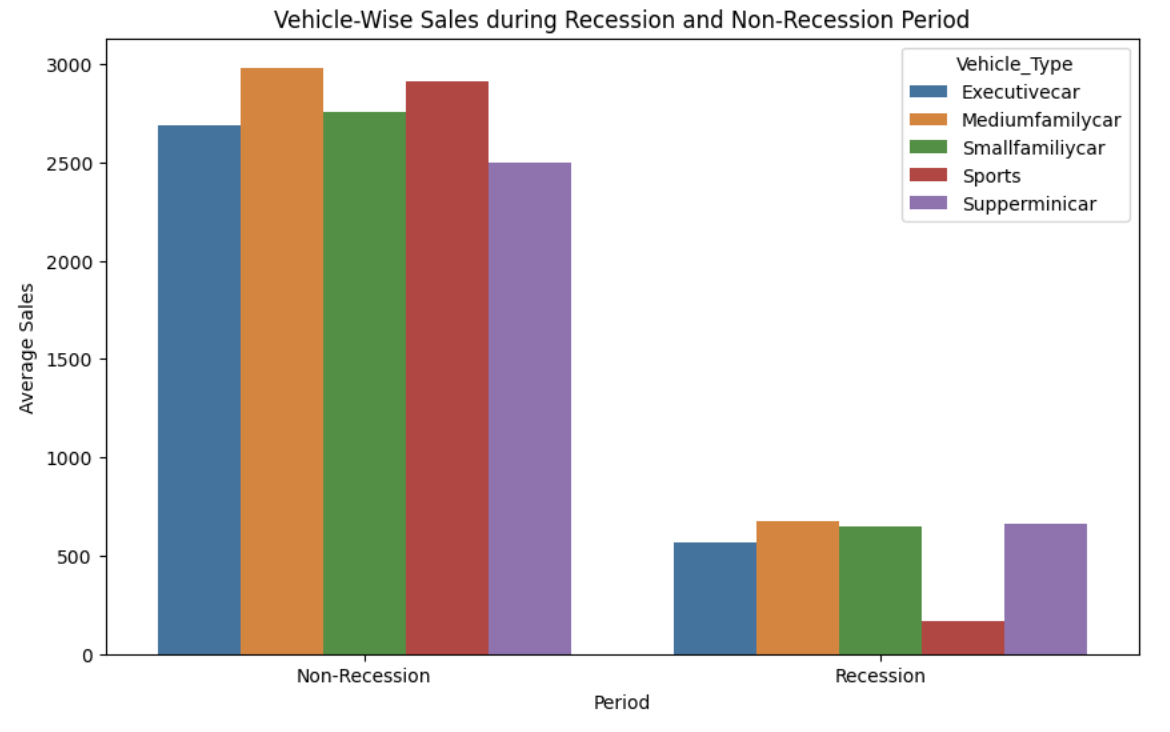 Vehicle-Wise Sales during Recession and Non-Recession Period
Vehicle_Type
Executivecar
Mediumfamilycar
Smallfamiliycar
Sports
Supperminicar
Average Sales
3000
2500
2000
1500
1000
500
0
Non-Recession
Recession
Period